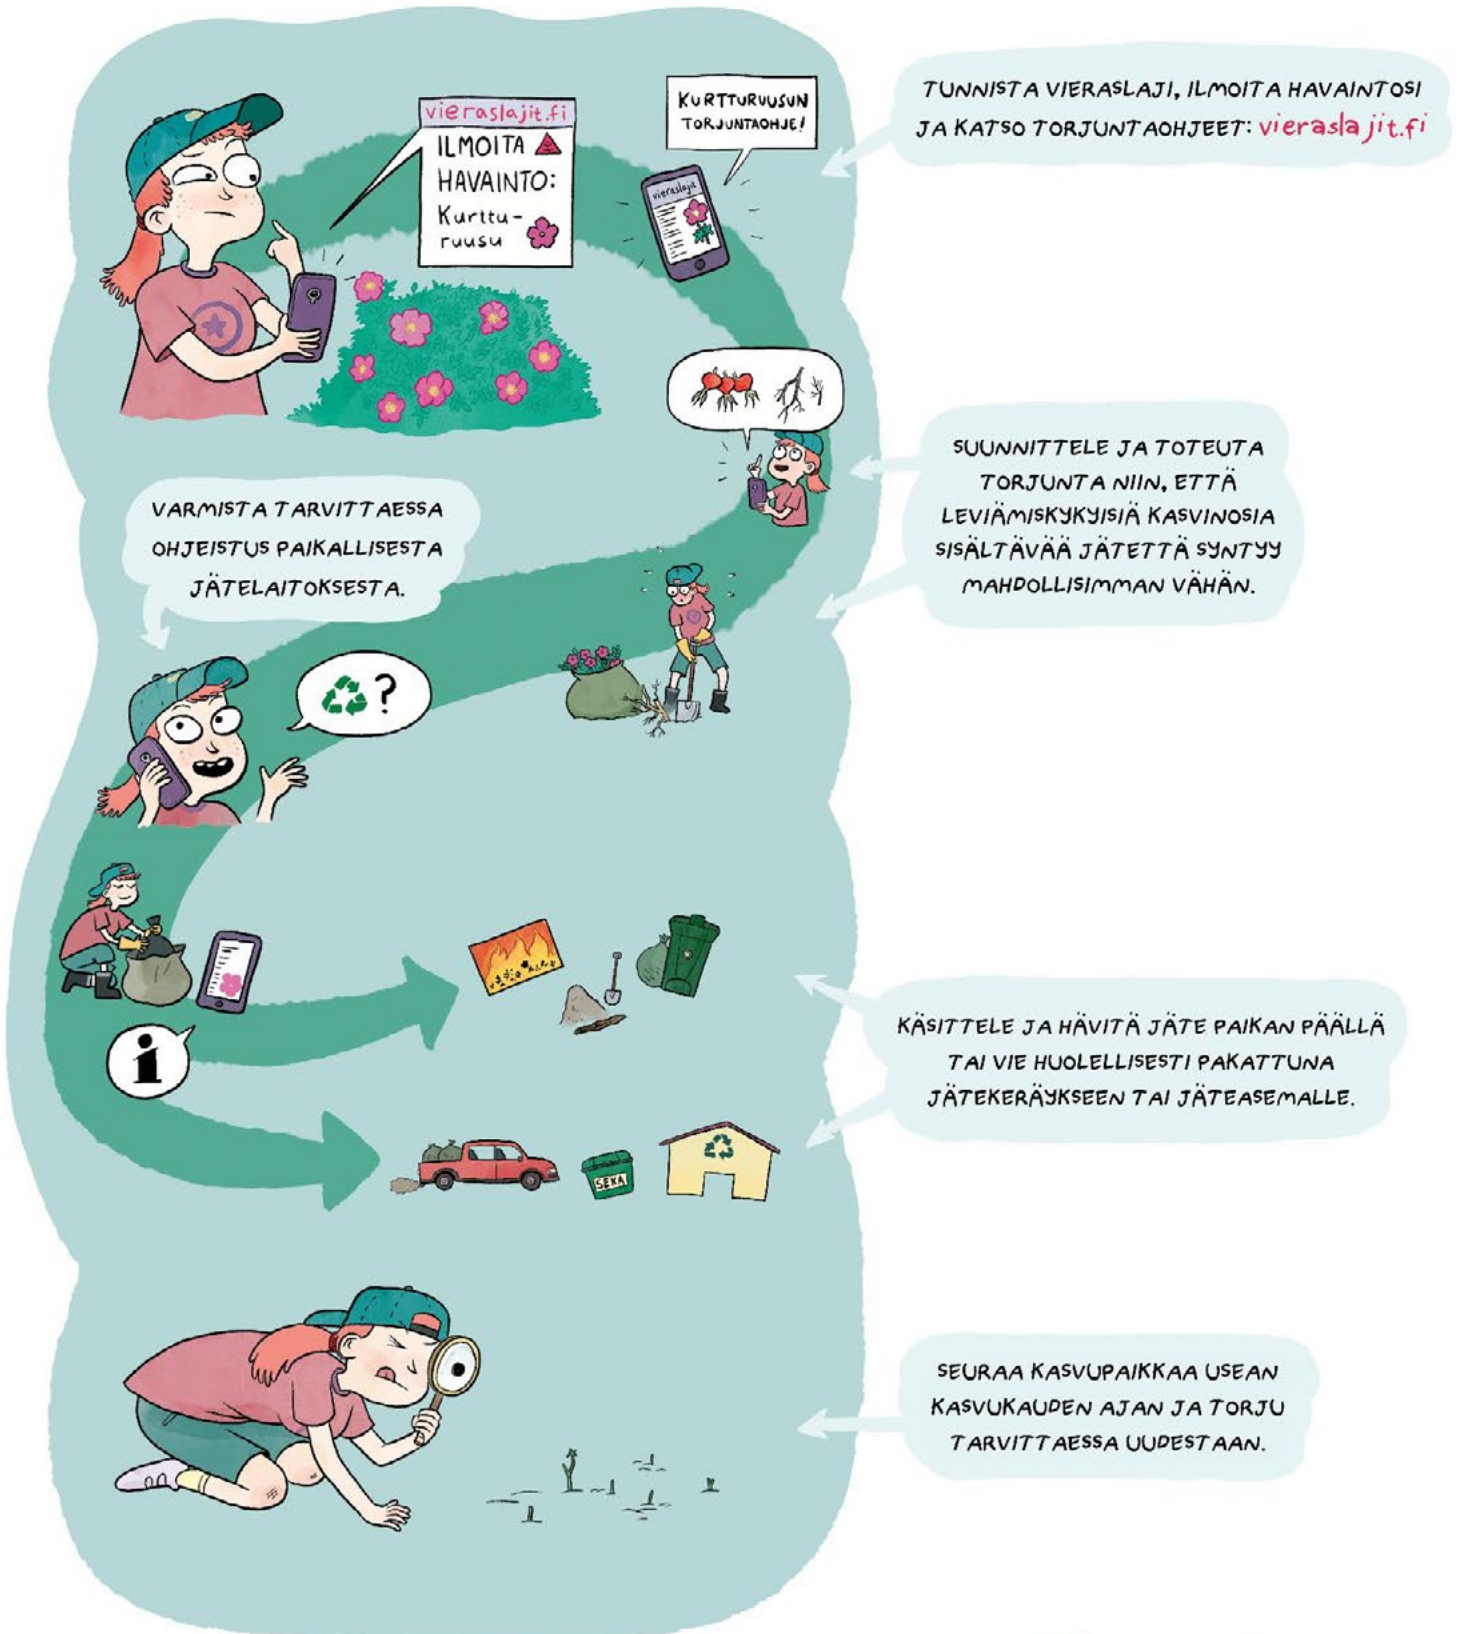 vieraslajit.fi
ILMOITA
HAVAINTO:
Kurttu-
ruusu
KURTTURUUSUN
TORJUNTAOHJE!
vieraslajit
TUNNISTA VIERASLAJI, ILMOITA HAVAINTOSI
JA KATSO TORJUNTAOHJEET: vieraslajit.fi
SUUNNITTELE JA TOTEUTA
TORJUNTA NIIN, ETTÄ
LEVIÄMISKYKYISIÄ KASVINOSIA
SISÄLTÄVÄÄ JÄTETTÄ SYNTYY
MAHDOLLISIMMAN VÄHÄN.
VARMISTA TARVITTAESSA
OHJEISTUS PAIKALLISESTA
JÄTELAITOKSESTA.
?
i
KÄSITTELE JA HÄVITÄ JÄTE PAIKAN PÄÄLLÄ
TAI VIE HUOLELLISESTI PAKATTUNA
JÄTEKERÄYKSEEN TAI JÄTEASEMALLE.
SEKA
SEURAA KASVUPAIKKAA USEAN
KASVUKAUDEN AJAN JA TORJU
TARVITTAESSA UUDESTAAN.